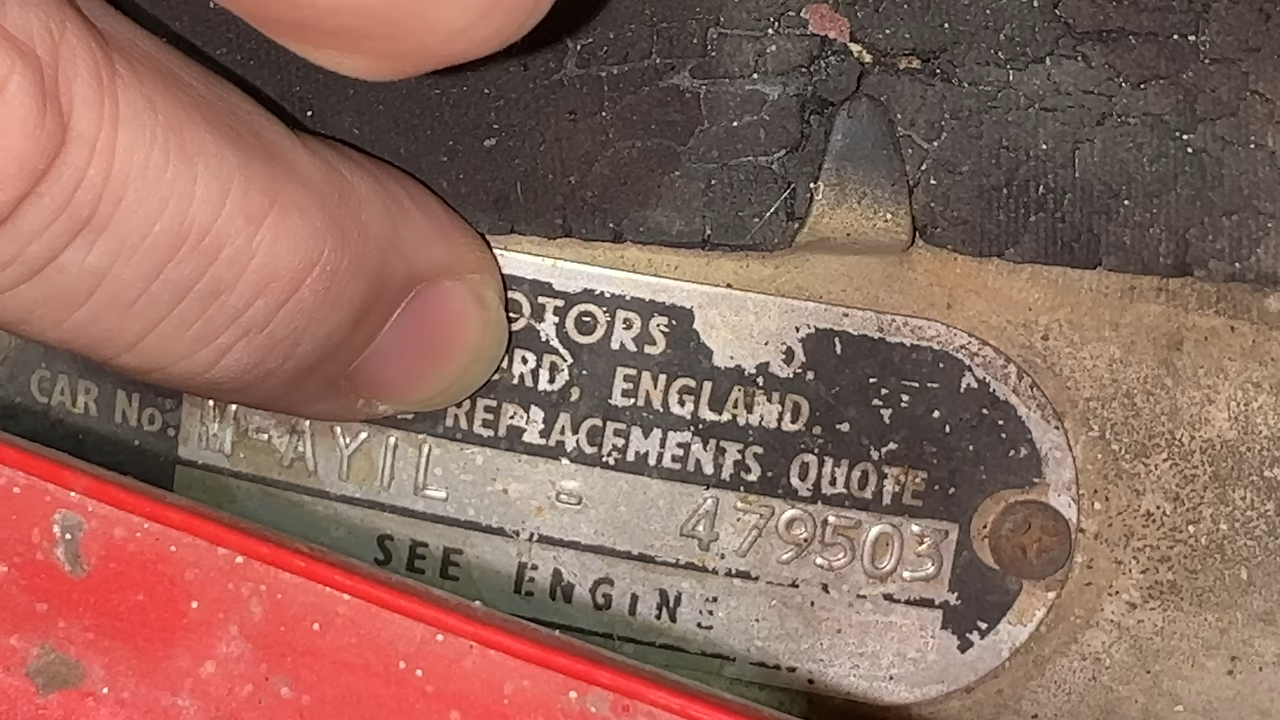 OTORS
RD, ENGLAND.
REPLACEMENTS QUOTE
CAR No. M-AYIL - 479503
SEE ENGINE